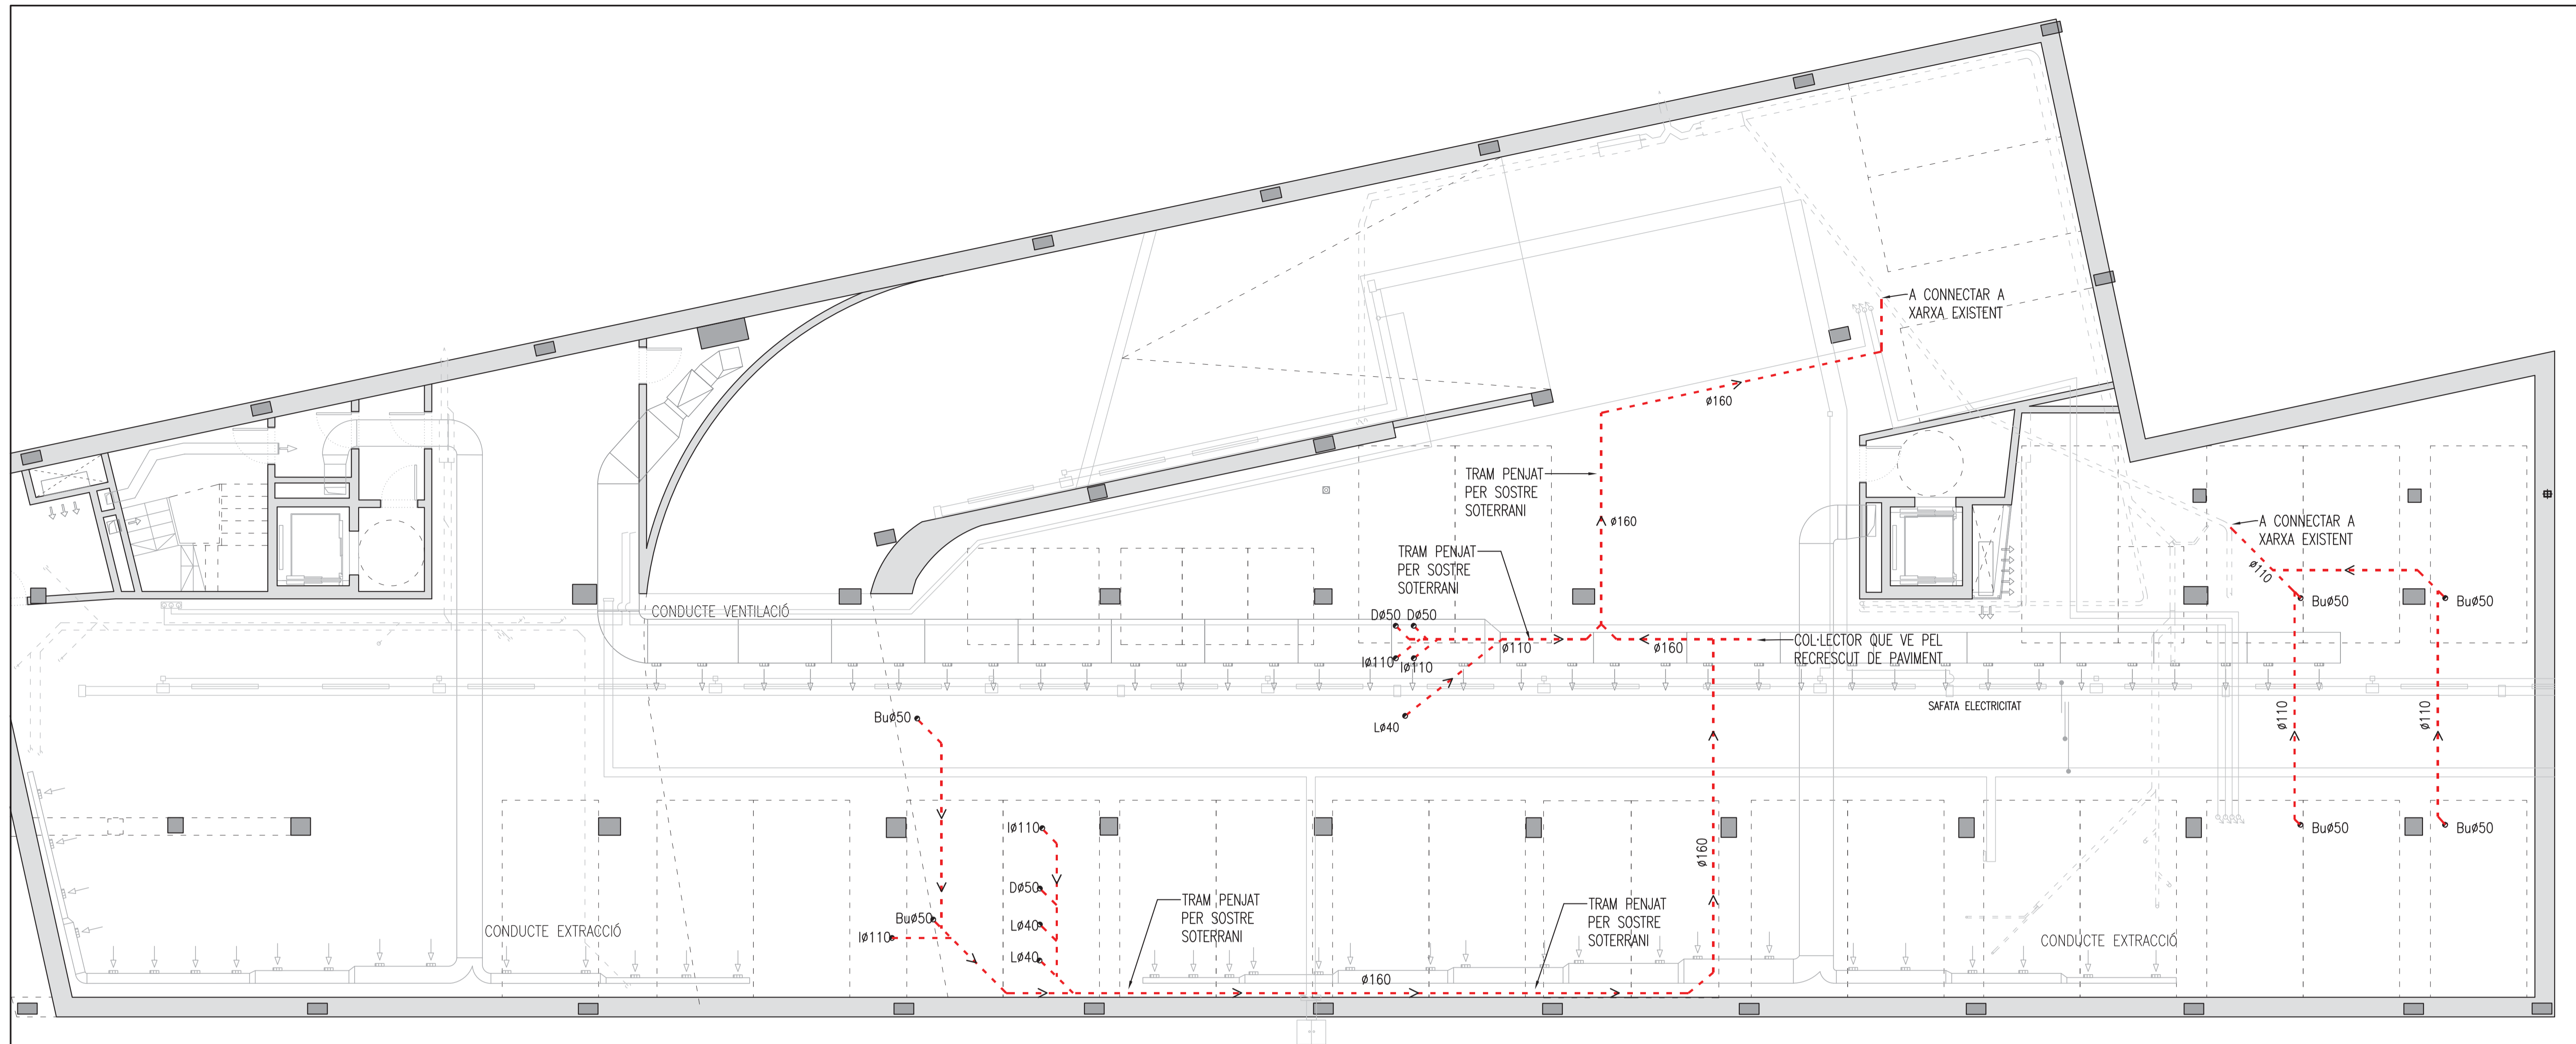 A CONNECTAR A
XARXA EXISTENT
ø160
TRAM PENJAT
PER SOSTRE
SOTERRANI
ø160
A CONNECTAR A
XARXA EXISTENT
TRAM PENJAT
PER SOSTRE
SOTERRANI
ø110
Buø50
Buø50
CONDUCTE VENTILACIÓ
Dø50
Dø50
ø110
ø160
COL·LECTOR QUE VE PEL
RECRESCUT DE PAVIMENT
Iø110
Iø110
SAFATA ELECTRICITAT
Buø50
Lø40
ø110
ø110
Iø110
Buø50
Buø50
ø160
Dø50
TRAM PENJAT
PER SOSTRE
SOTERRANI
TRAM PENJAT
PER SOSTRE
SOTERRANI
Buø50
Lø40
CONDUCTE EXTRACCIÓ
Iø110
CONDUCTE EXTRACCIÓ
Lø40
ø160